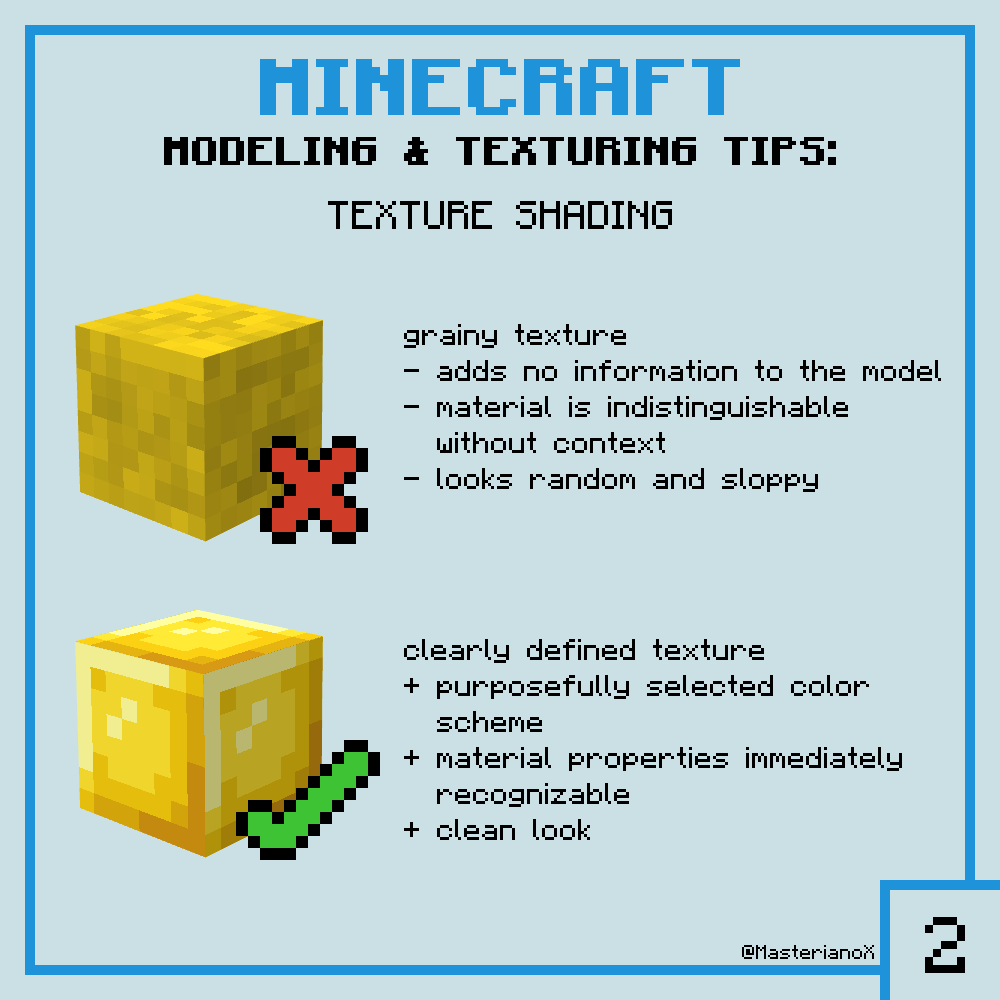 MINECRAFT
MODELING & TEXTURING TIPS:
TEXTURE SHADING
grainy texture
- adds no information to the model
- material is indistinguishable
without context
- looks random and sloppy
clearly defined texture
+ purposefully selected color
scheme
+ material properties immediately
recognizable
+ clean look
@MasterianoX
2